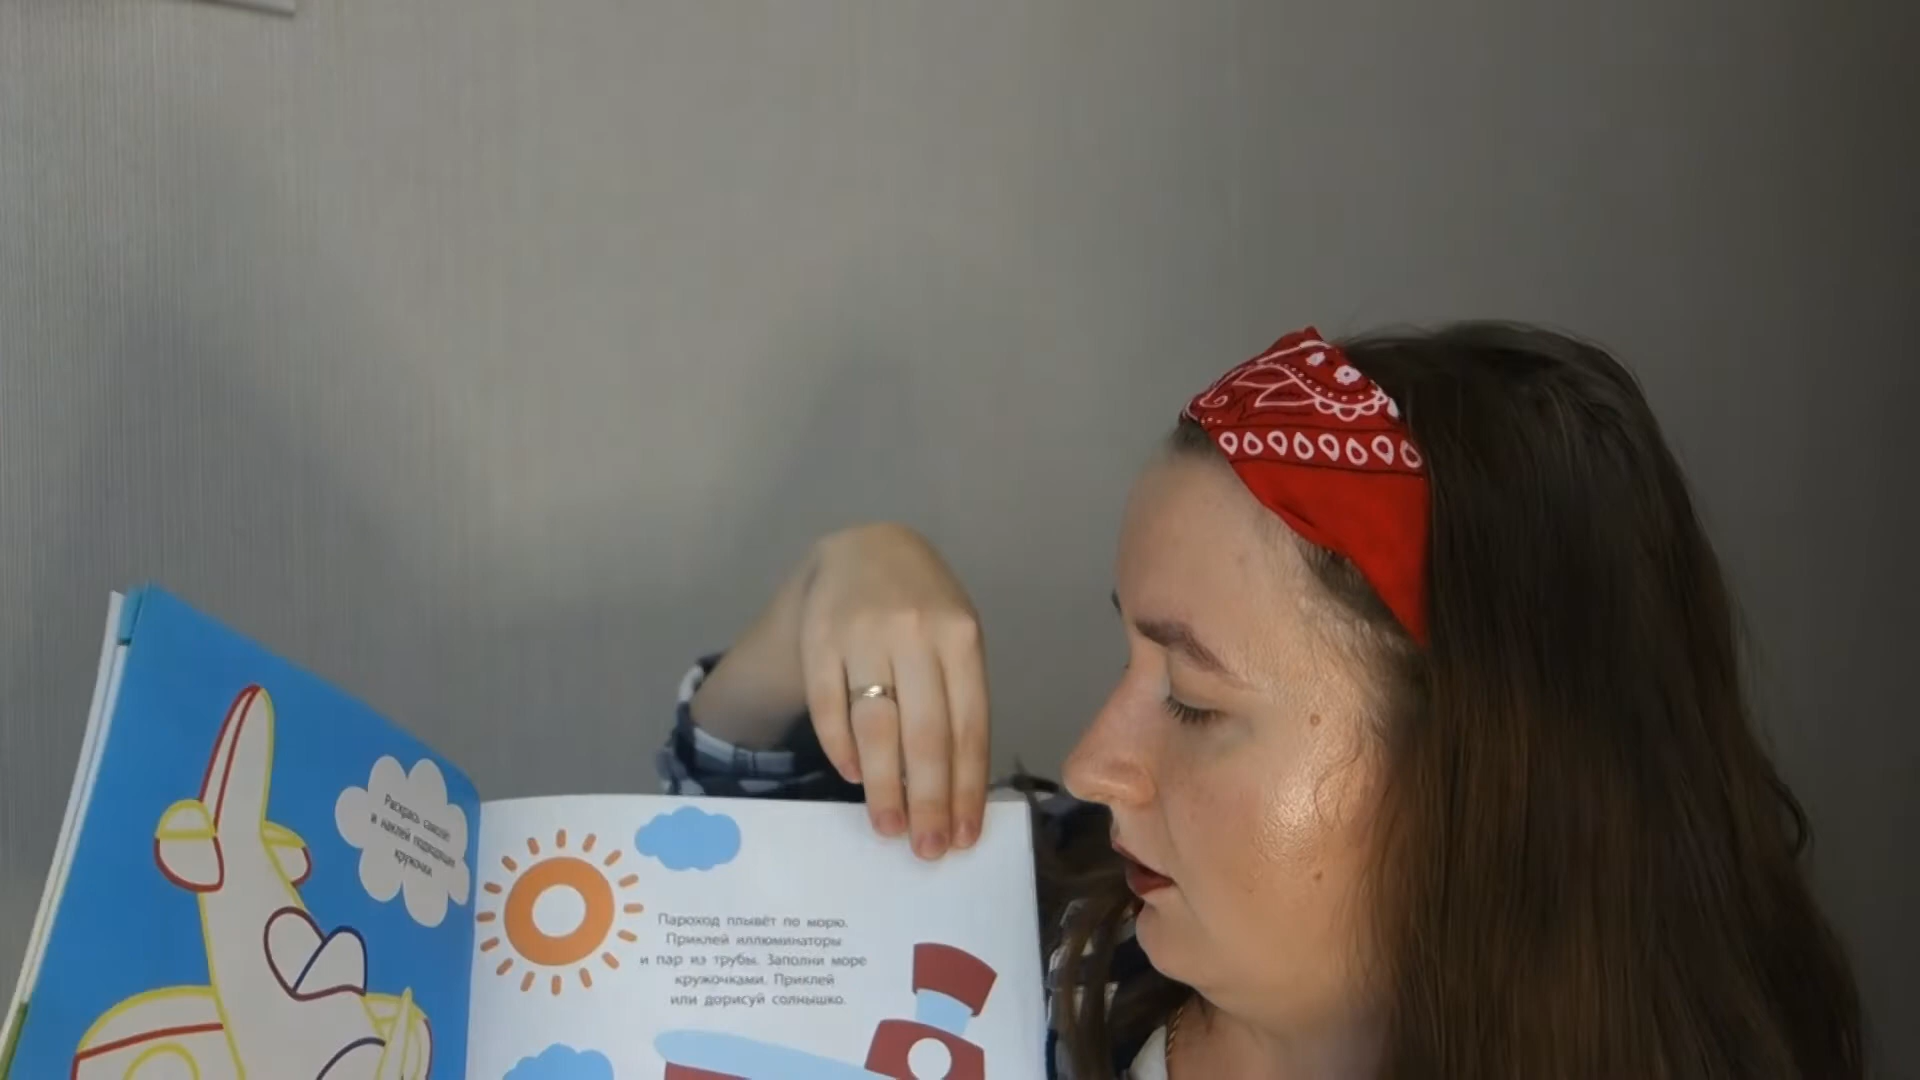 Раскрась самолёт
и наклей подходящие
кружочки
Пароход плывёт по морю.
Приклей иллюминаторы
и пар из трубы. Заполни море
кружочками. Приклей
или дорисуй солнышко.